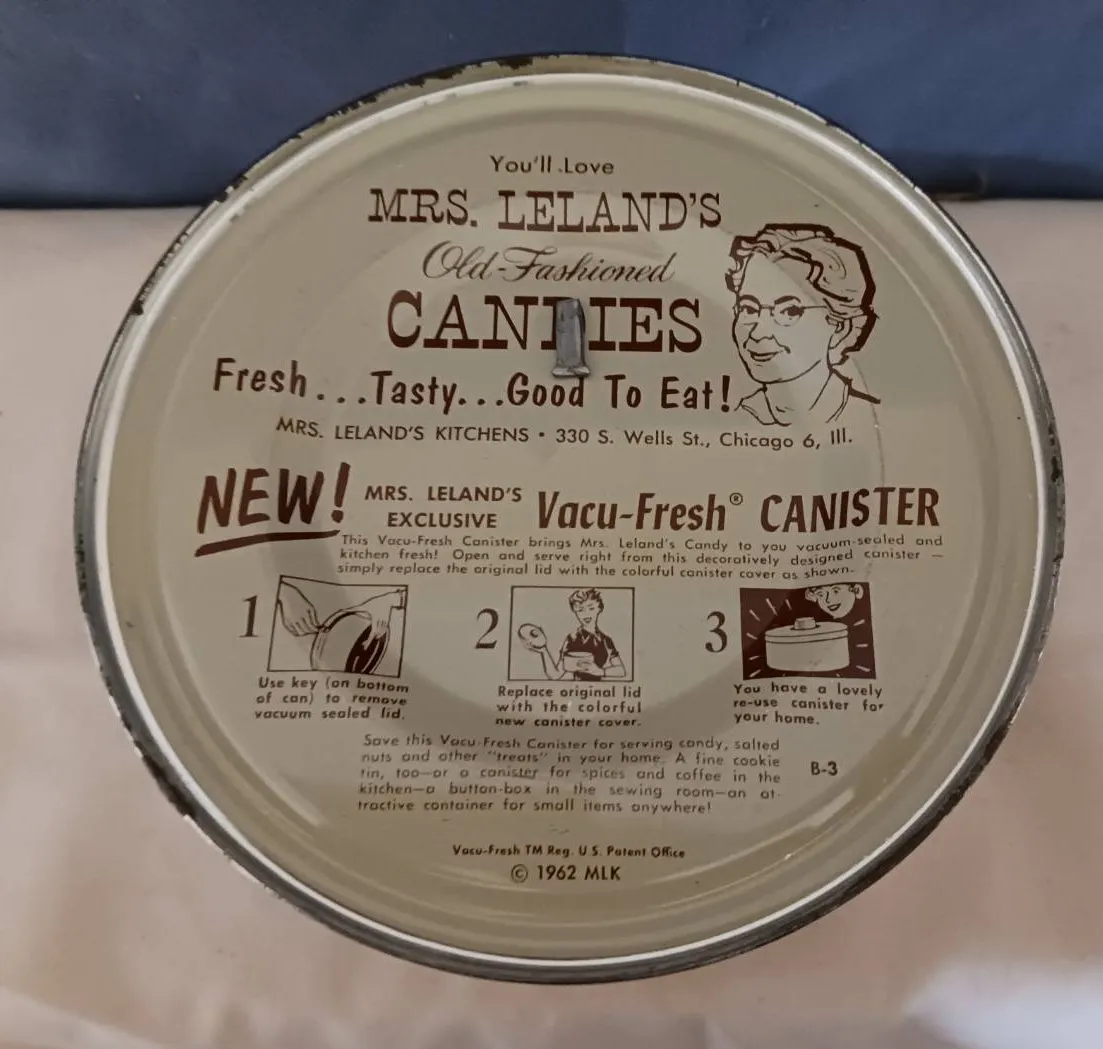 You'll Love
MRS. LELAND'S
Old-Fashioned
CANDIES
Fresh...Tasty...Good To Eat!
MRS. LELAND'S KITCHENS • 330 S. Wells St., Chicago 6, Ill.
NEW! MRS. LELAND'S EXCLUSIVE Vacu-Fresh® CANISTER
This Vacu-Fresh Canister brings Mrs. Leland's Candy to you vacuum-sealed and
kitchen fresh! Open and serve right from this decoratively designed canister —
simply replace the original lid with the colorful canister cover as shown.
1
Use key (on bottom
of can) to remove
vacuum sealed lid.
2
Replace original lid
with the colorful
new canister cover.
3
You have a lovely
re-use canister for
your home.
Save this Vacu-Fresh Canister for serving candy, salted
nuts and other "treats" in your home. A fine cookie
tin, too—or a canister for spices and coffee in the
kitchen—a button-box in the sewing room—an at-
tractive container for small items anywhere!
B-3
Vacu-Fresh TM Reg. U.S. Patent Office
© 1962 MLK